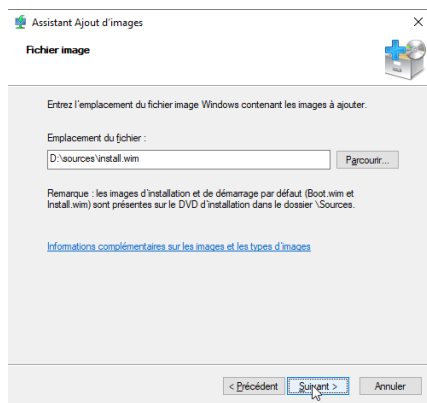 Assistant Ajout d'images
Fichier image
Entrez l'emplacement du fichier image Windows contenant les images à ajouter.
Emplacement du fichier :
D:\sources\install.wim
Parcourir...
Remarque : les images d'installation et de démarrage par défaut (Boot.wim et
Install.wim) sont présentes sur le DVD d'installation dans le dossier \Sources.
Informations complémentaires sur les images et les types d'images
< Précédent
Suivant >
Annuler